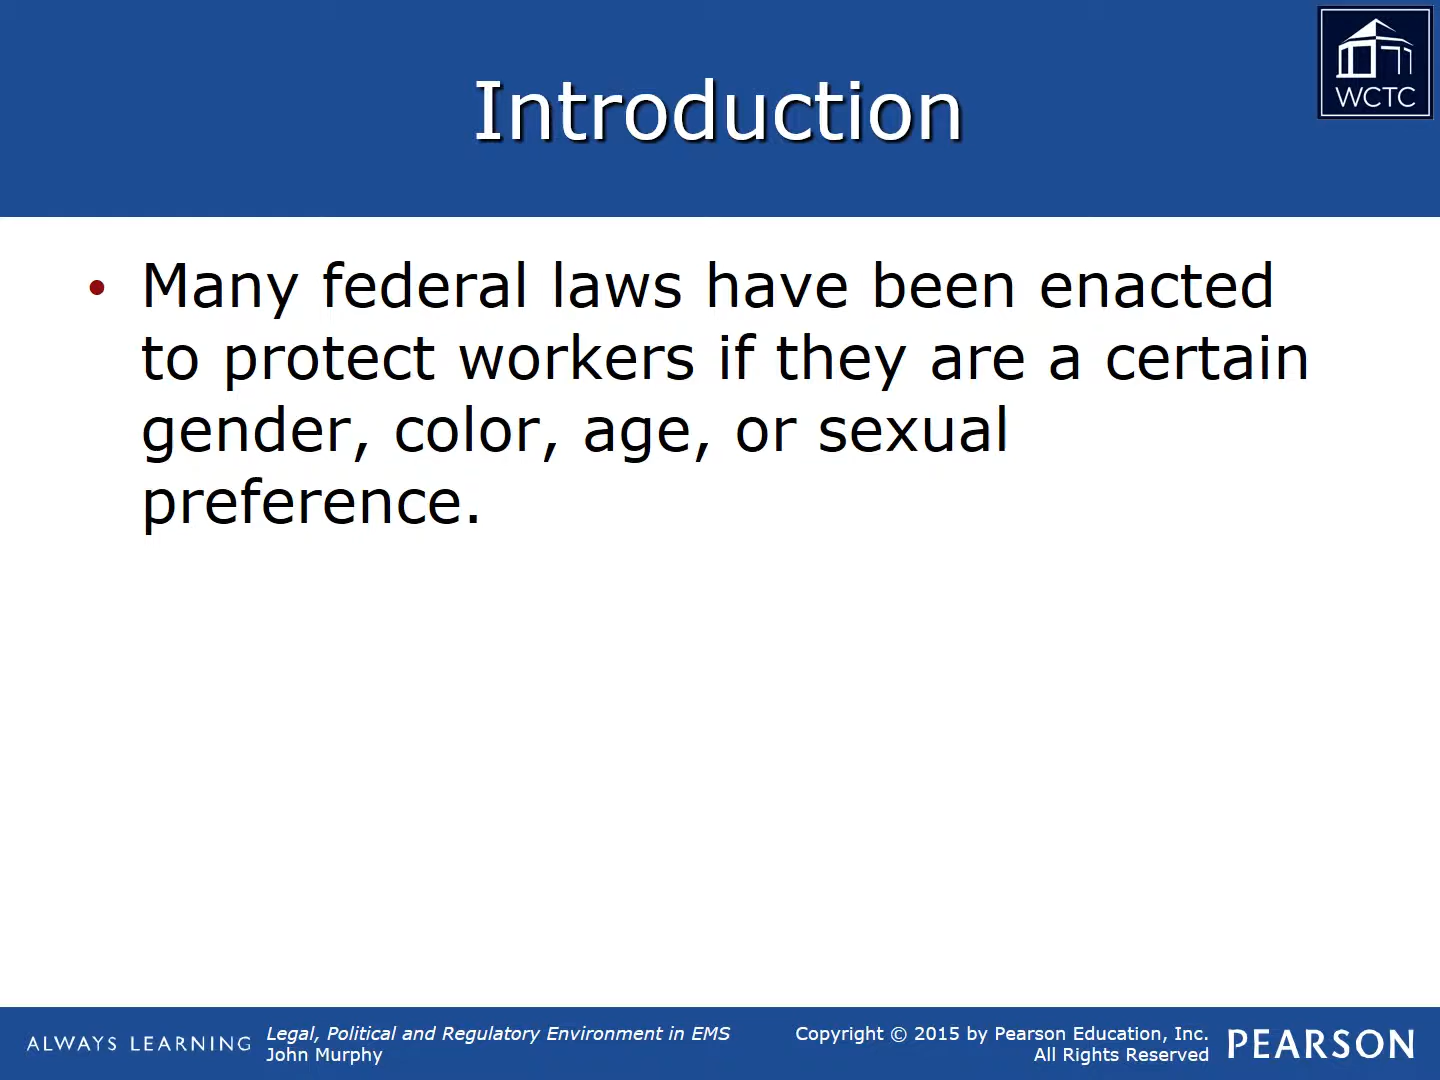 WCTC
Introduction
• Many federal laws have been enacted
to protect workers if they are a certain
gender, color, age, or sexual
preference.
ALWAYS LEARNING
Legal, Political and Regulatory Environment in EMS
John Murphy
Copyright © 2015 by Pearson Education, Inc.
All Rights Reserved
PEARSON